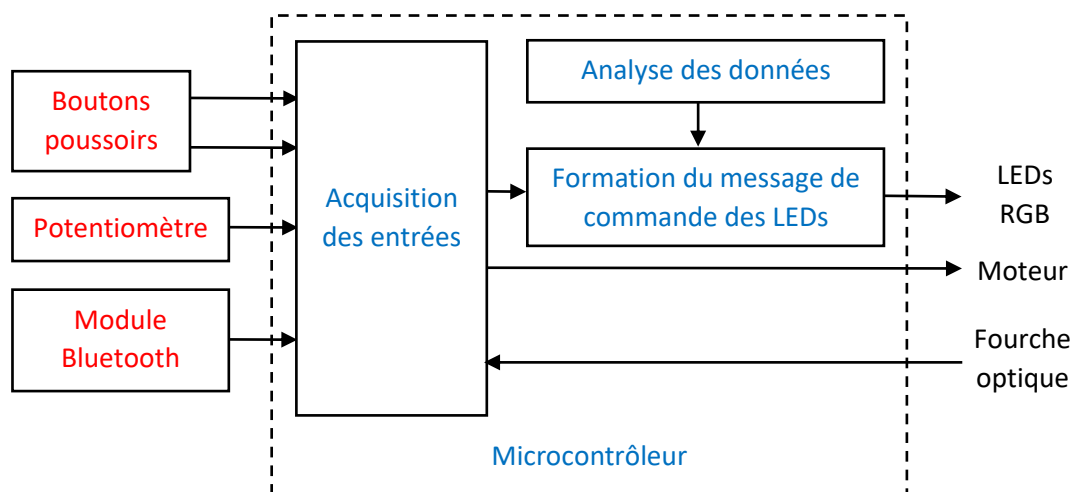 Boutons
poussoirs
Potentiomètre
Module
Bluetooth
Acquisition
des entrées
Analyse des données
Formation du message de
commande des LEDs
LEDs
RGB
Moteur
Fourche
optique
Microcontrôleur